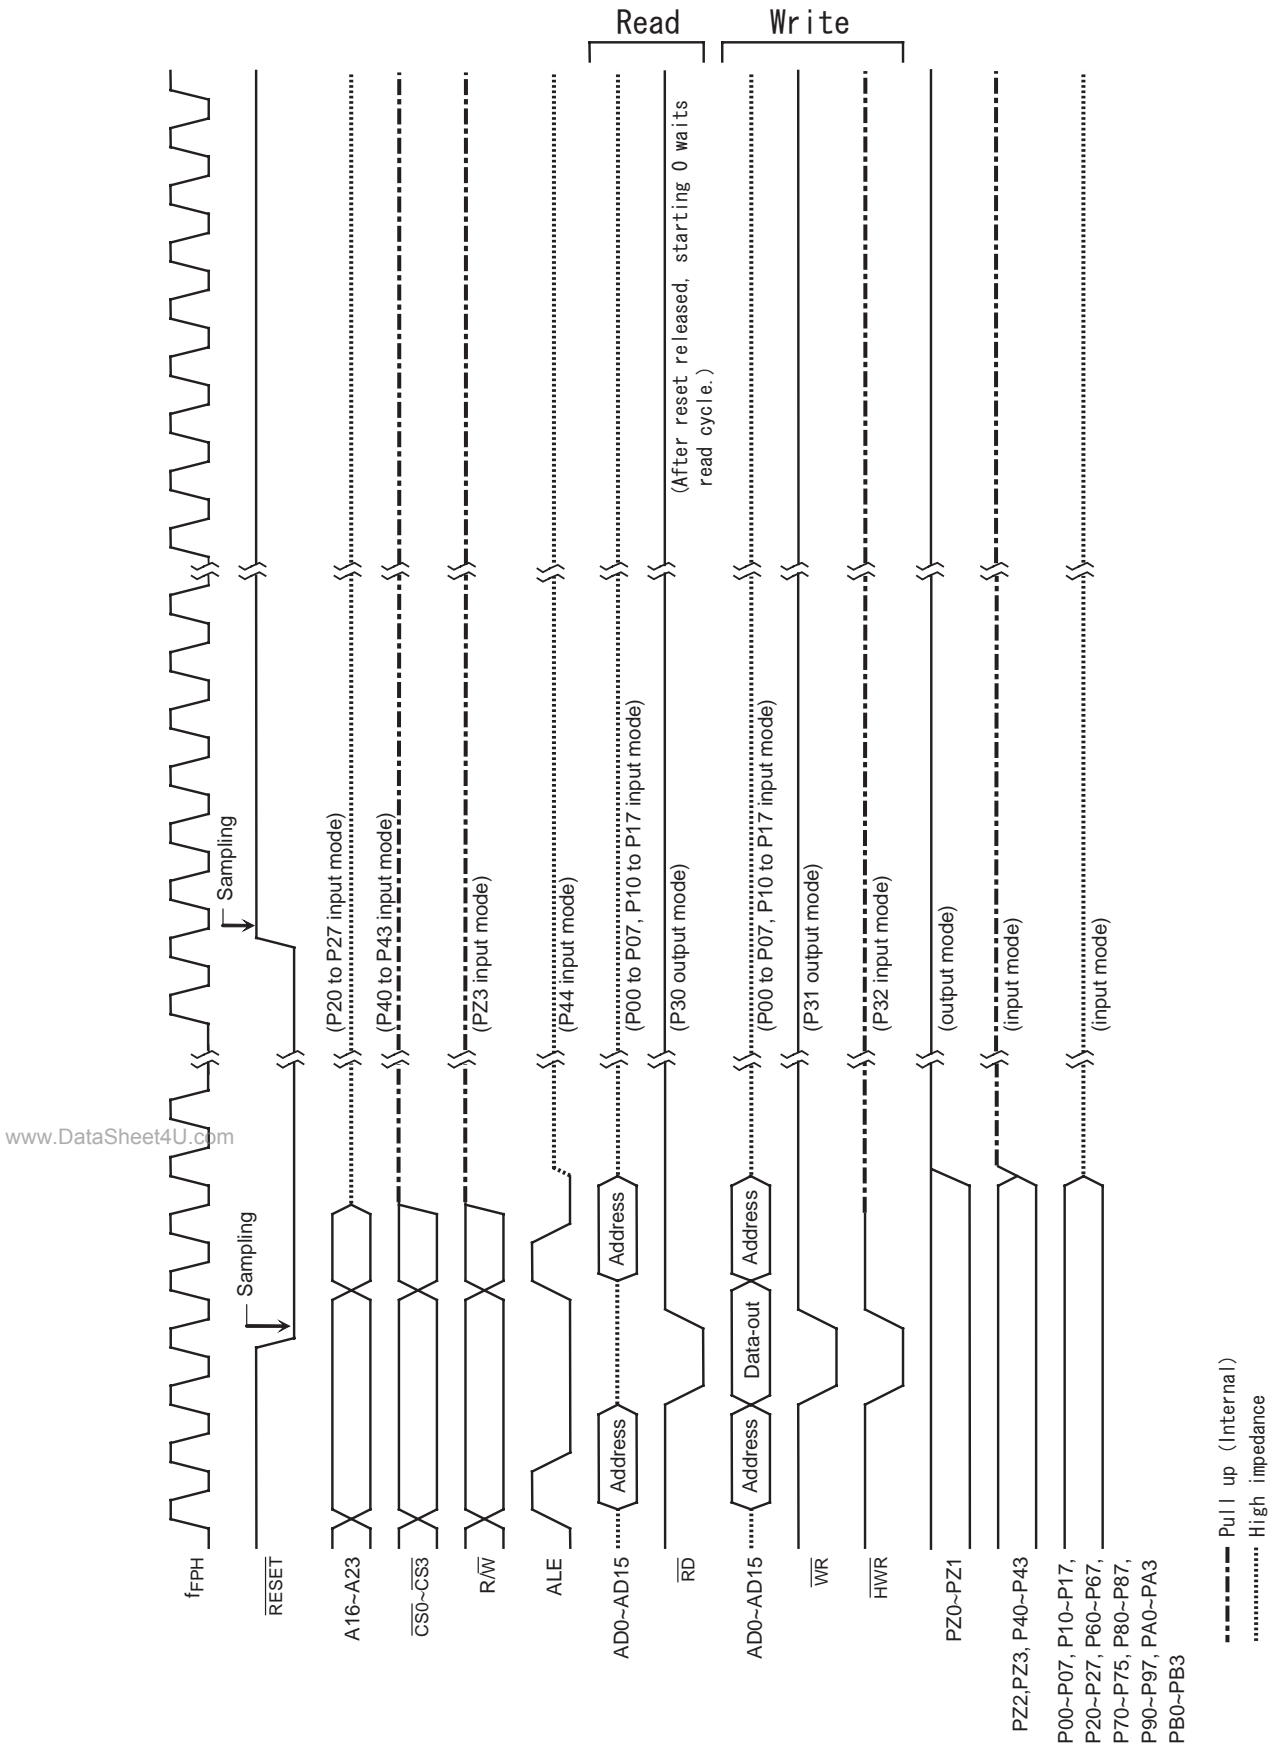 Read
Write
f FPH
Sampling
Sampling
RESET
(P20 to P27 input mode)
A16~A23
(P40 to P43 input mode)
CS0~CS3
(PZ3 input mode)
R/W
(P44 input mode)
ALE
Address
Address
(P00 to P07, P10 to P17 input mode)
AD0~AD15
(After reset released, starting 0 waits
read cycle.)
(P30 output mode)
RD
Address
Data-out
Address
(P00 to P07, P10 to P17 input mode)
AD0~AD15
(P31 output mode)
WR
(P32 input mode)
HWR
(output mode)
PZ0~PZ1
(input mode)
PZ2,PZ3, P40~P43
(input mode)
P00~P07, P10~P17,
P20~P27, P60~P67,
P70~P75, P80~P87,
P90~P97, PA0~PA3
PB0~PB3
Pull up (Internal)
High impedance
www.DataSheet4U.com